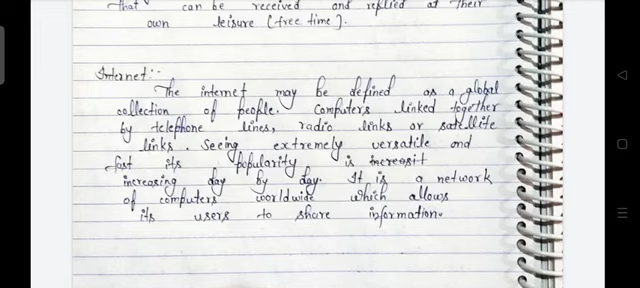 that can be received and replied at their
own leisure (free time).
Internet:-
The internet may be defined as a global
collection of people. Computers linked together
by telephone lines, radio links or satellite
links. Seeing extremely versatile and
fast its popularity is increasit
increasing day by day. It is a network
of computers worldwide which allows
its users to share information.